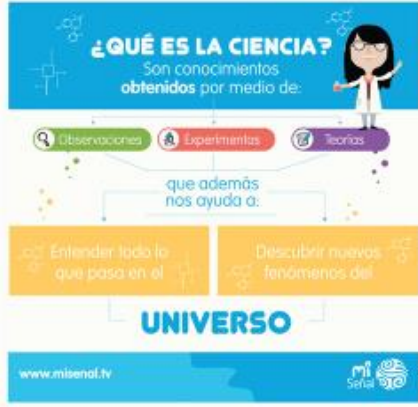 ¿QUÉ ES LA CIENCIA?
Son conocimientos
obtenidos por medio de:
Observaciones
Experimentos
Teorías
que además
nos ayuda a:
Entender todo lo
que pasa en el
Descubrir nuevos
fenómenos del
UNIVERSO
www.misenal.tv
mi
Señal